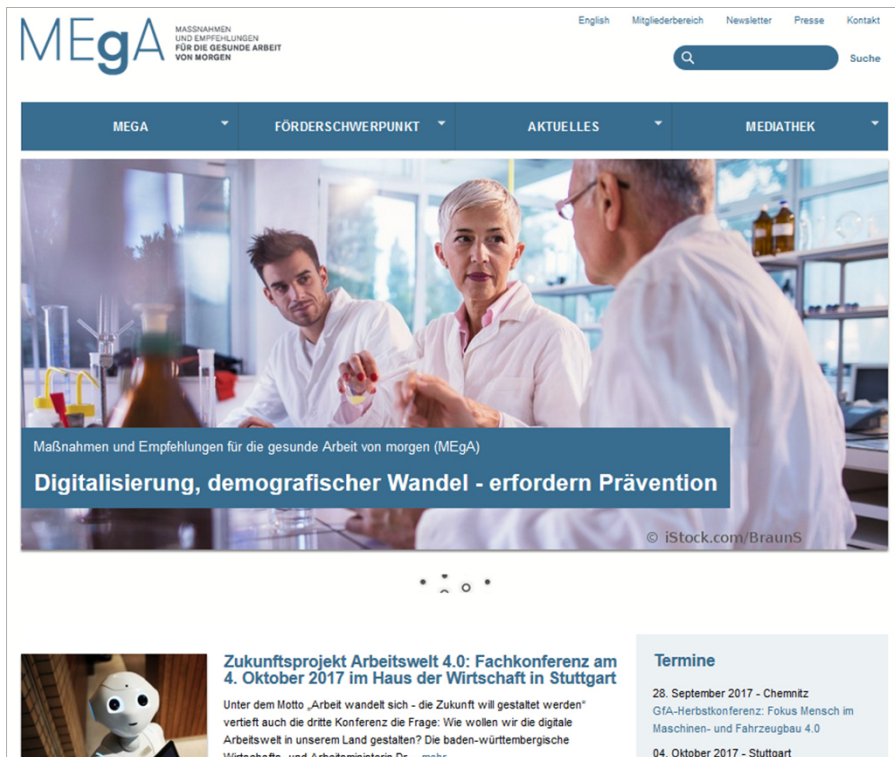 English Mitgliederbereich Newsletter Presse Kontakt
MEgA
MASSNAHMEN
UND EMPFEHLUNGEN
FÜR DIE GESUNDE ARBEIT
VON MORGEN
Suche
MEGA FÖRDERSCHWERPUNKT AKTUELLES MEDIATHEK
Maßnahmen und Empfehlungen für die gesunde Arbeit von morgen (MEgA)
Digitalisierung, demografischer Wandel - erfordern Prävention
© iStock.com/BraunS
Zukunftsprojekt Arbeitswelt 4.0: Fachkonferenz am
4. Oktober 2017 im Haus der Wirtschaft in Stuttgart
Unter dem Motto „Arbeit wandelt sich - die Zukunft will gestaltet werden“
vertieft auch die dritte Konferenz die Frage: Wie wollen wir die digitale
Arbeitswelt in unserem Land gestalten? Die baden-württembergische
Wirtschafts- und Arbeitsministerin Dr... mehr
Termine
28. September 2017 - Chemnitz
GfA-Herbstkonferenz: Fokus Mensch im
Maschinen- und Fahrzeugbau 4.0
04. Oktober 2017 - Stuttgart